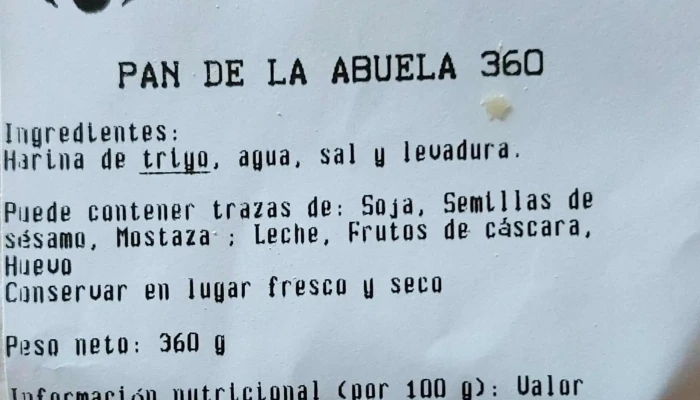 PAN DE LA ABUELA 360
Ingredientes:
Harina de trigo, agua, sal y levadura.
Puede contener trazas de: Soja, Semillas de
sésamo, Mostaza ; Leche, Frutos de cáscara,
Huevo
Conservar en lugar fresco y seco
Peso neto: 360 g
Información nutricional (por 100 g): Valor